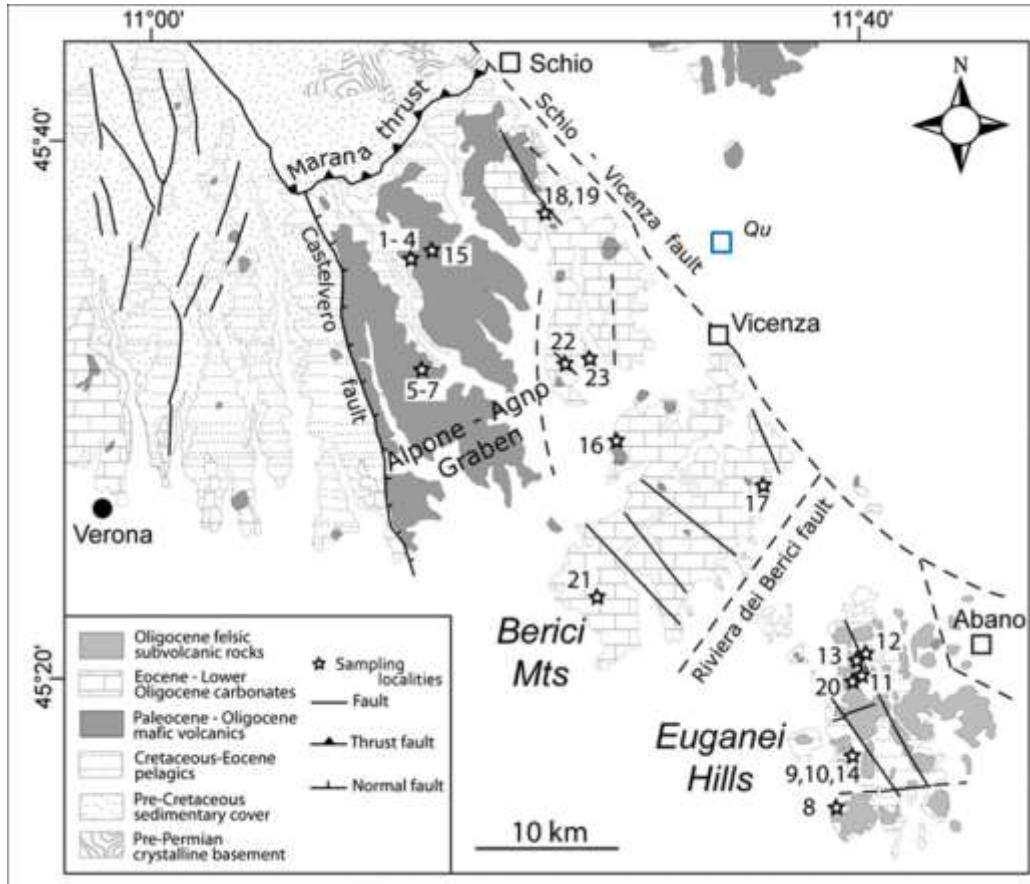 11°00'
11°40'
45°40'
45°20'
N
Schio
Marana thrust
Schio - Vicenza fault
18,19
Qu
1- 4
15
Castelvero fault
Vicenza
22
23
5-7
Alpone - Agno
Graben
16
17
Verona
Riviera dei Berici fault
21
Berici
Mts
Abano
12
13
11
20
Euganei
Hills
9,10,14
8
10 km
Oligocene felsic
subvolcanic rocks
Eocene - Lower
Oligocene carbonates
Paleocene - Oligocene
mafic volcanics
Cretaceous-Eocene
pelagics
Pre-Cretaceous
sedimentary cover
Pre-Permian
crystalline basement
Sampling
localities
Fault
Thrust fault
Normal fault